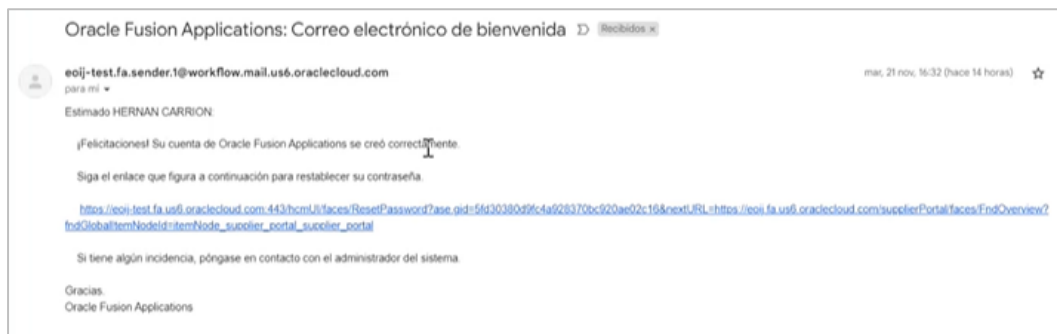 Oracle Fusion Applications: Correo electrónico de bienvenida Recibidos x
eoij-test.fa.sender.1@workflow.mail.us6.oraclecloud.com mar, 21 nov, 16:32 (hace 14 horas)
para mí
Estimado HERNAN CARRION:
¡Felicitaciones! Su cuenta de Oracle Fusion Applications se creó correctamente.
Siga el enlace que figura a continuación para restablecer su contraseña.
https://eoij-test.fa.us6.oraclecloud.com:443/hcmUI/faces/ResetPassword?ase.gid=5fd30380d9fc4a928370bc920ae02c16&nextURL=https://eoij.fa.us6.oraclecloud.com/supplierPortal/faces/FndOverview?
fndGlobalItemNodeId=itemNode_supplier_portal_supplier_portal
Si tiene algún incidencia, póngase en contacto con el administrador del sistema.
Gracias.
Oracle Fusion Applications